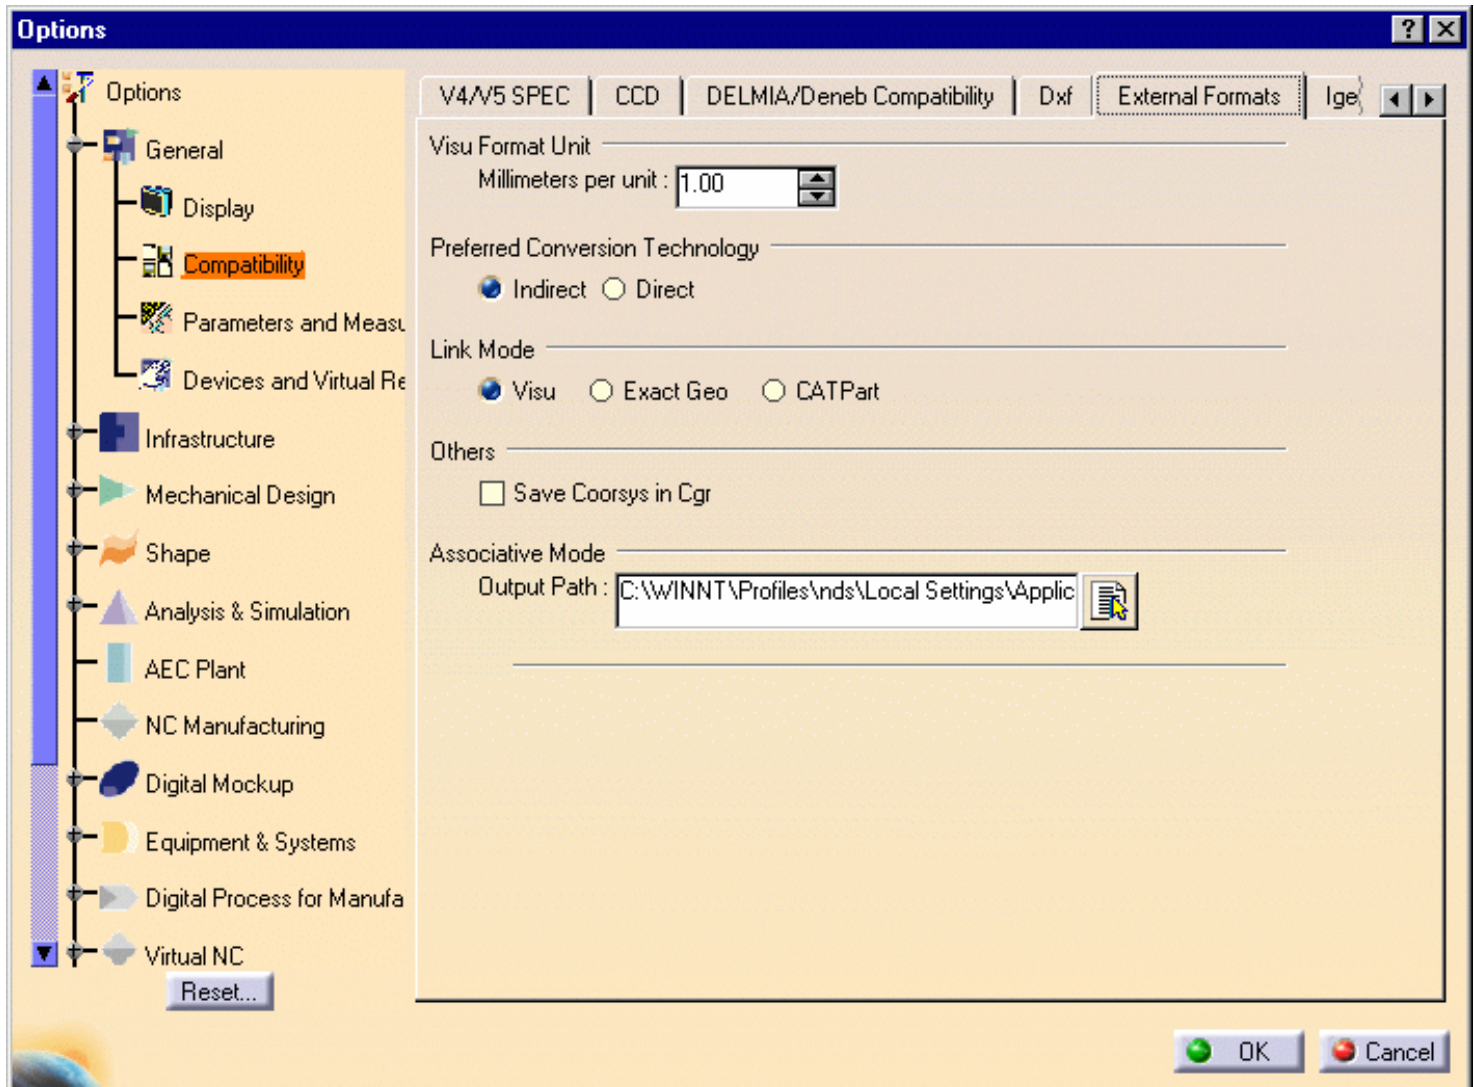 Options
Options
General
Display
Compatibility
Parameters and Measu
Devices and Virtual Re
Infrastructure
Mechanical Design
Shape
Analysis & Simulation
AEC Plant
NC Manufacturing
Digital Mockup
Equipment & Systems
Digital Process for Manufa
Virtual NC
Reset...
V4/V5 SPEC CCD DELMIA/Deneb Compatibility Dxf External Formats Ige
Visu Format Unit
Millimeters per unit : 1.00
Preferred Conversion Technology
Indirect Direct
Link Mode
Visu Exact Geo CATPart
Others
Save Coorsys in Cgr
Associative Mode
Output Path : C:\WINNT\Profiles\nds\Local Settings\Applic
OK Cancel